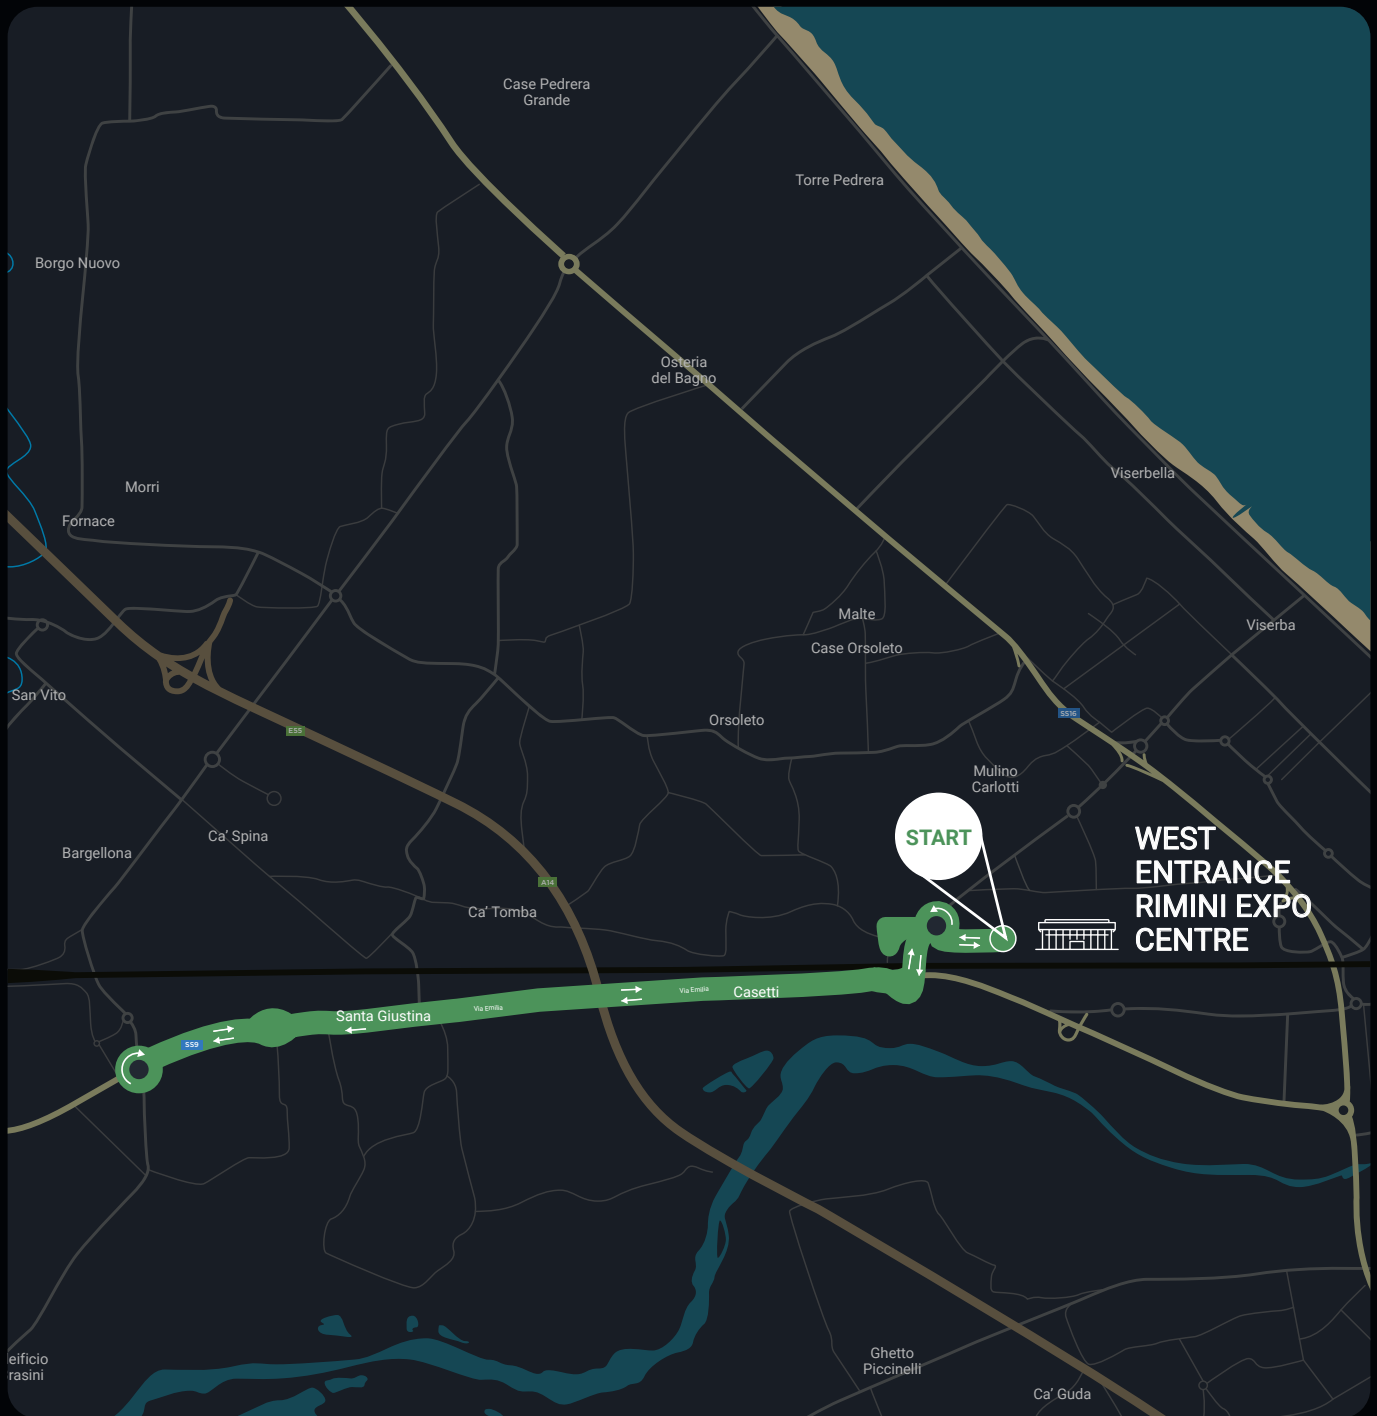 Case Pedrera
Grande
Torre Pedrera
Borgo Nuovo
Osteria
del Bagno
Viserbella
Morri
Fornace
Malte
Viserba
Case Orsoleto
San Vito
SS16
Orsoleto
E55
Mulino
Carlotti
START
WEST
ENTRANCE
RIMINI EXPO
CENTRE
Ca’ Spina
Bargellona
A14
Ca’ Tomba
Via Emilia
Casetti
Via Emilia
Santa Giustina
SS9
Ghetto
Piccinelli
eificio
rasini
Ca’ Guda